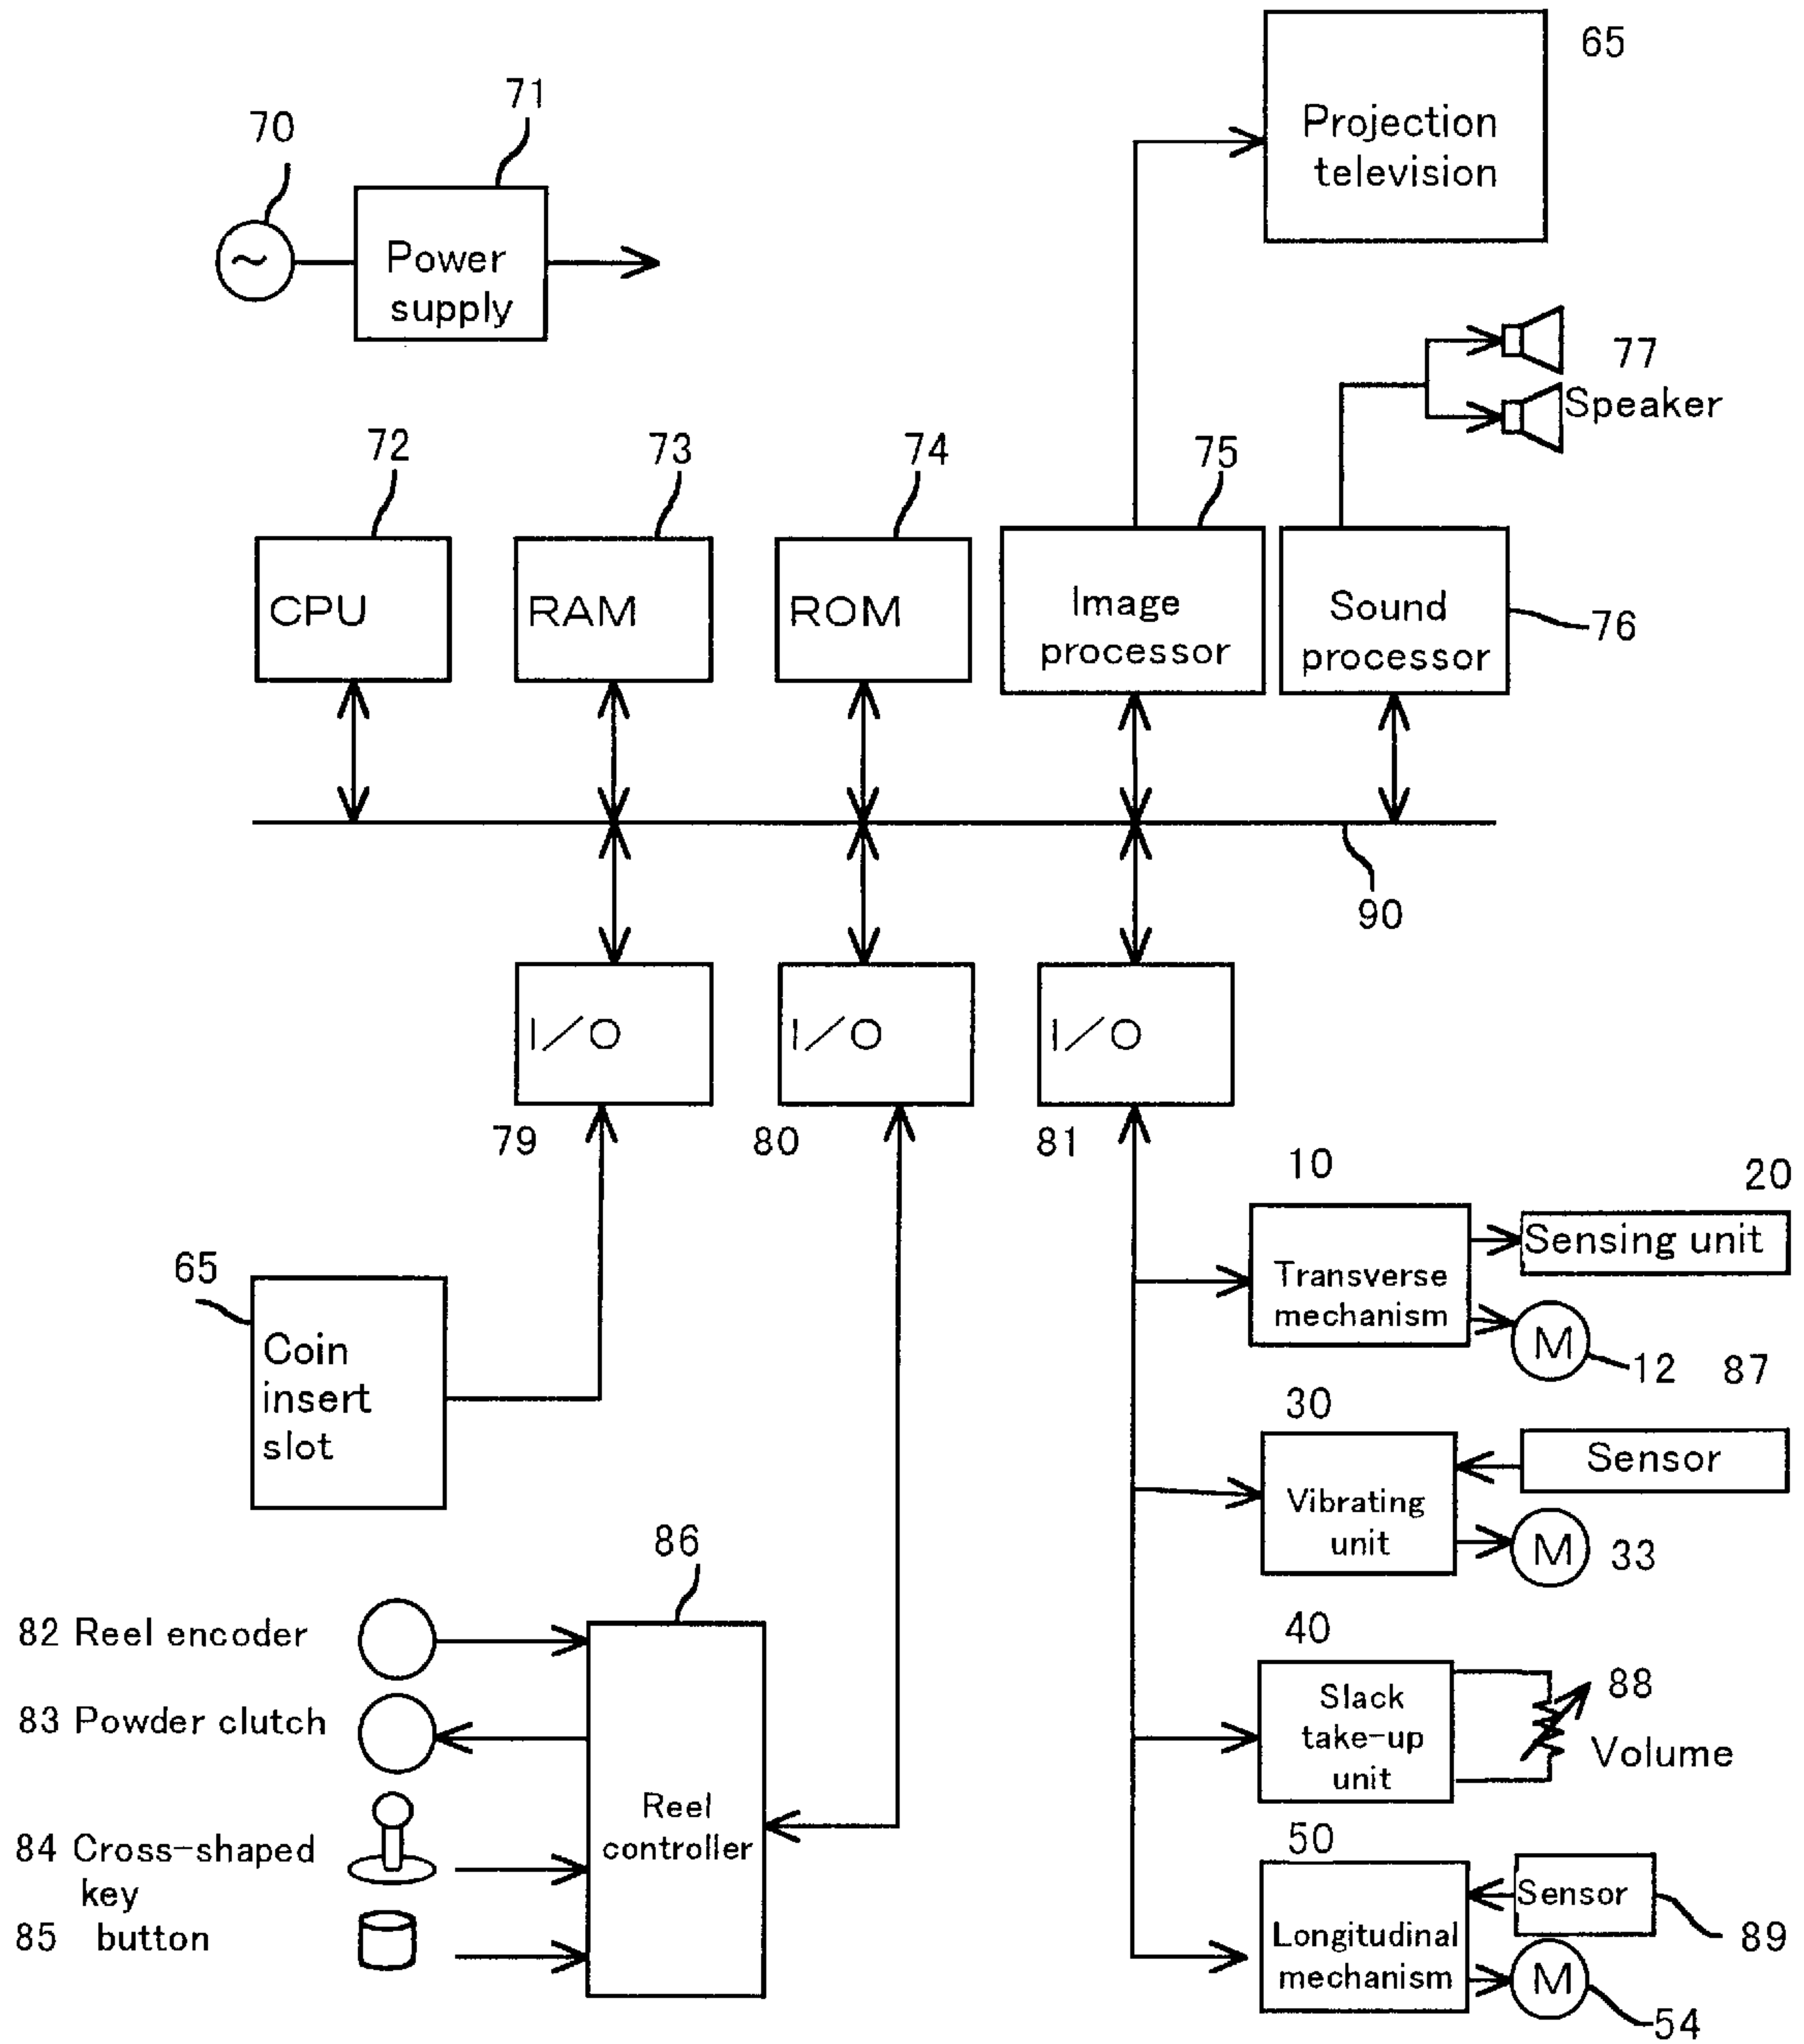 65
Projection
television
71
70
Power
supply
77
Speaker
72
73
74
75
CPU
RAM
ROM
Image
processor
Sound
processor
76
90
I/O
I/O
I/O
79
80
81
10
20
Sensing unit
Transverse
mechanism
M
12
87
65
Coin
insert
slot
30
Sensor
Vibrating
unit
M
33
86
82 Reel encoder
83 Powder clutch
84 Cross-shaped
key
85 button
Reel
controller
40
Slack
take-up
unit
88
Volume
50
Sensor
Longitudinal
mechanism
89
M
54